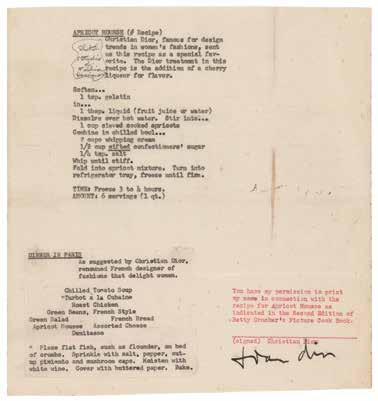 APRICOT MOUSSE (# Recipe)
Christian Dior, famous for design
trends in women's fashions, sent
us this recipe as a special fav-
orite. The Dior treatment in this
recipe is the addition of a cherry
liqueur for flavor.
Soften...
1 tsp. gelatin
in...
1 tbsp. liquid (fruit juice or water)
Dissolve over hot water. Stir into...
1 cup sieved cooked apricots
Combine in chilled bowl...
2 cups whipping cream
1/2 cup sifted confectioners' sugar
1/4 tsp. salt
Whip until stiff.
Fold into apricot mixture. Turn into
refrigerator tray, freeze until firm.
TIME: Freeze 3 to 4 hours.
AMOUNT: 6 servings (1 qt.)
DINNER IN PARIS
As suggested by Christian Dior,
renowned French designer of
fashions that delight women.
Chilled Tomato Soup
*Turbot a la Cubaine
Roast Chicken
Green Beans, French Style
Green Salad French Bread
Apricot Mousse Assorted Cheese
Demitasse
* Place flat fish, such as flounder, on bed
of crumbs. Sprinkle with salt, pepper, cut-
up pimiento and mushroom caps. Moisten with
white wine. Cover with buttered paper. Bake.
You have my permission to print
my name in connection with the
recipe for Apricot Mousse as
indicated in the Second Edition of
Betty Crocker's Picture Cook Book.
(signed) Christian Dior